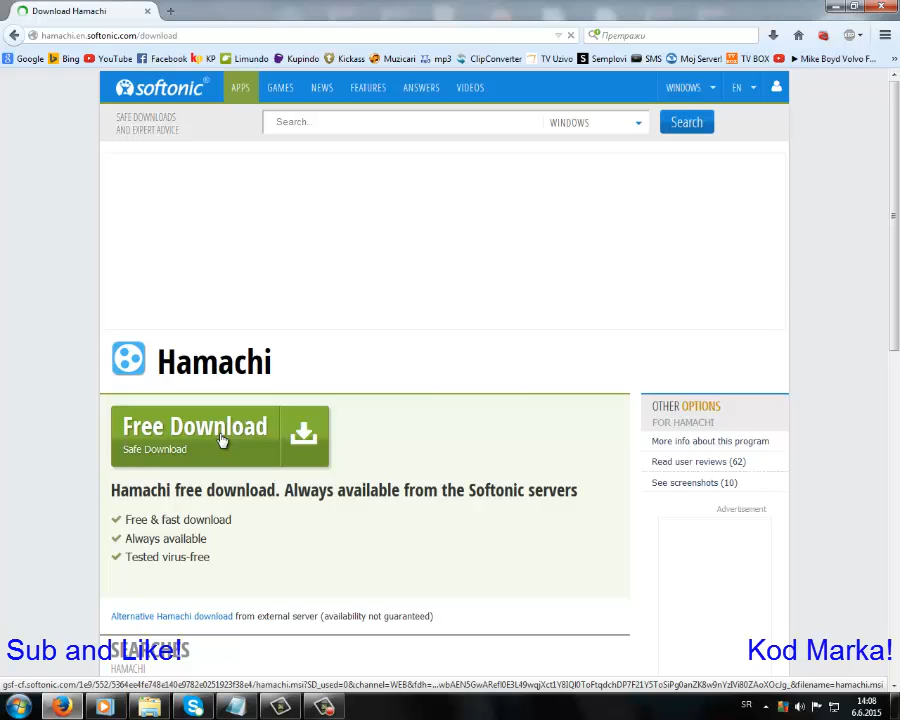 Download Hamachi
hamachi.en.softonic.com/download
Претражи
Google Bing YouTube Facebook KP Limundo Kupindo Kickass Muzicari mp3 ClipConverter TV Uzivo Semplovi SMS Moj Server! TV BOX Mike Boyd Volvo F...
softonic
APPS GAMES NEWS FEATURES ANSWERS VIDEOS WINDOWS EN
SAFE DOWNLOADS
AND EXPERT ADVICE
Search...
WINDOWS
Search
Hamachi
Free Download
Safe Download
Hamachi free download. Always available from the Softonic servers
Free & fast download
Always available
Tested virus-free
Alternative Hamachi download from external server (availability not guaranteed)
OTHER OPTIONS
FOR HAMACHI
More info about this program
Read user reviews (62)
See screenshots (10)
Advertisement
SEARCHES
HAMACHI
Sub and Like!
Kod Marka!
SR
14:08
6.6.2015